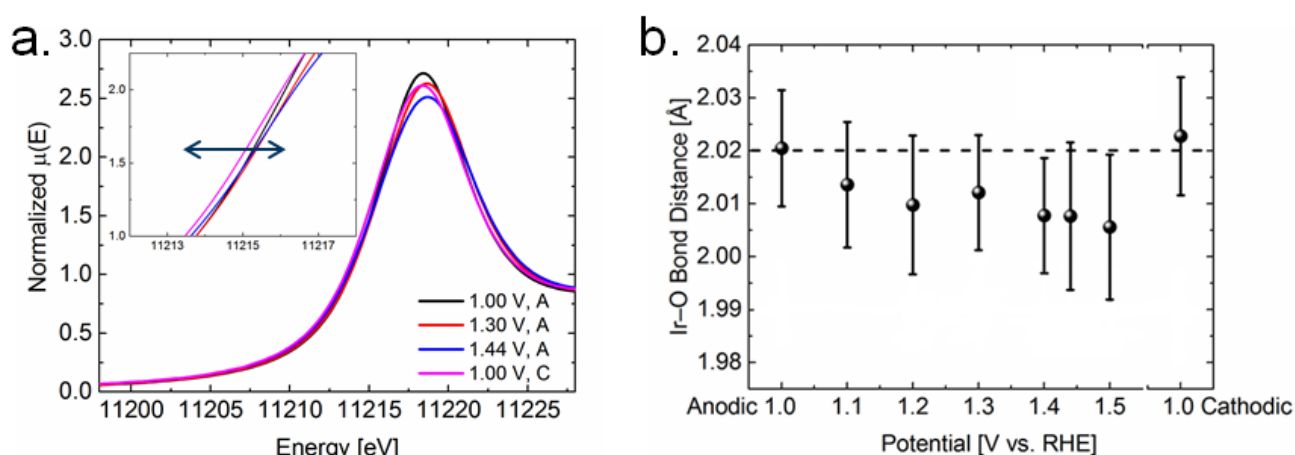 a.
Normalized μ(E)
3.0
2.5
2.0
1.5
1.0
0.5
0.0
2.0
1.5
1.0
11213 11215 11217
1.00 V, A
1.30 V, A
1.44 V, A
1.00 V, C
11200 11205 11210 11215 11220 11225
Energy [eV]
b.
Ir–O Bond Distance [Å]
2.04
2.03
2.02
2.01
2.00
1.99
1.98
Anodic 1.0 1.1 1.2 1.3 1.4 1.5 1.0 Cathodic
Potential [V vs. RHE]